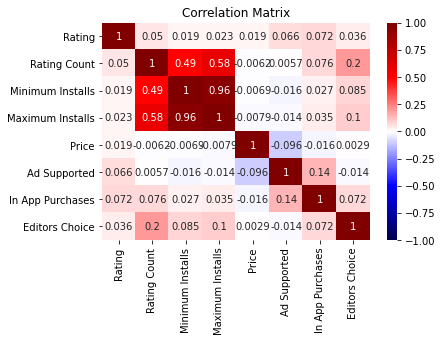 Correlation Matrix
Rating 1 0.05 0.019 0.023 0.019 0.066 0.072 0.036
Rating Count 0.05 1 0.49 0.58 -0.0062 0.0057 0.076 0.2
Minimum Installs 0.019 0.49 1 0.96 -0.0069 -0.016 0.027 0.085
Maximum Installs 0.023 0.58 0.96 1 -0.0079 -0.014 0.035 0.1
Price 0.019 -0.0062 -0.0069 -0.0079 1 -0.096 -0.016 0.0029
Ad Supported 0.066 0.0057 -0.016 -0.014 -0.096 1 0.14 -0.014
In App Purchases 0.072 0.076 0.027 0.035 -0.016 0.14 1 0.072
Editors Choice 0.036 0.2 0.085 0.1 0.0029 -0.014 0.072 1
Rating
Rating Count
Minimum Installs
Maximum Installs
Price
Ad Supported
In App Purchases
Editors Choice
1.00
0.75
0.50
0.25
0.00
-0.25
-0.50
-0.75
-1.00